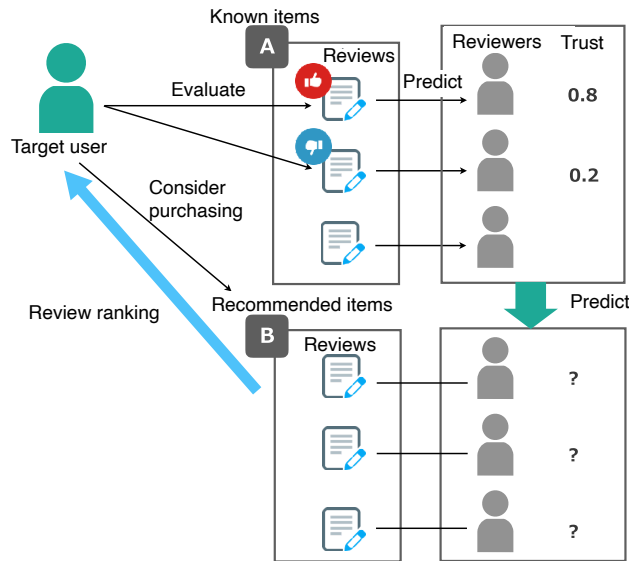 Known items
A
Reviews
Reviewers Trust
Evaluate
Predict
0.8
Target user
0.2
Consider
purchasing
Review ranking
Recommended items
Predict
B
Reviews
?
?
?